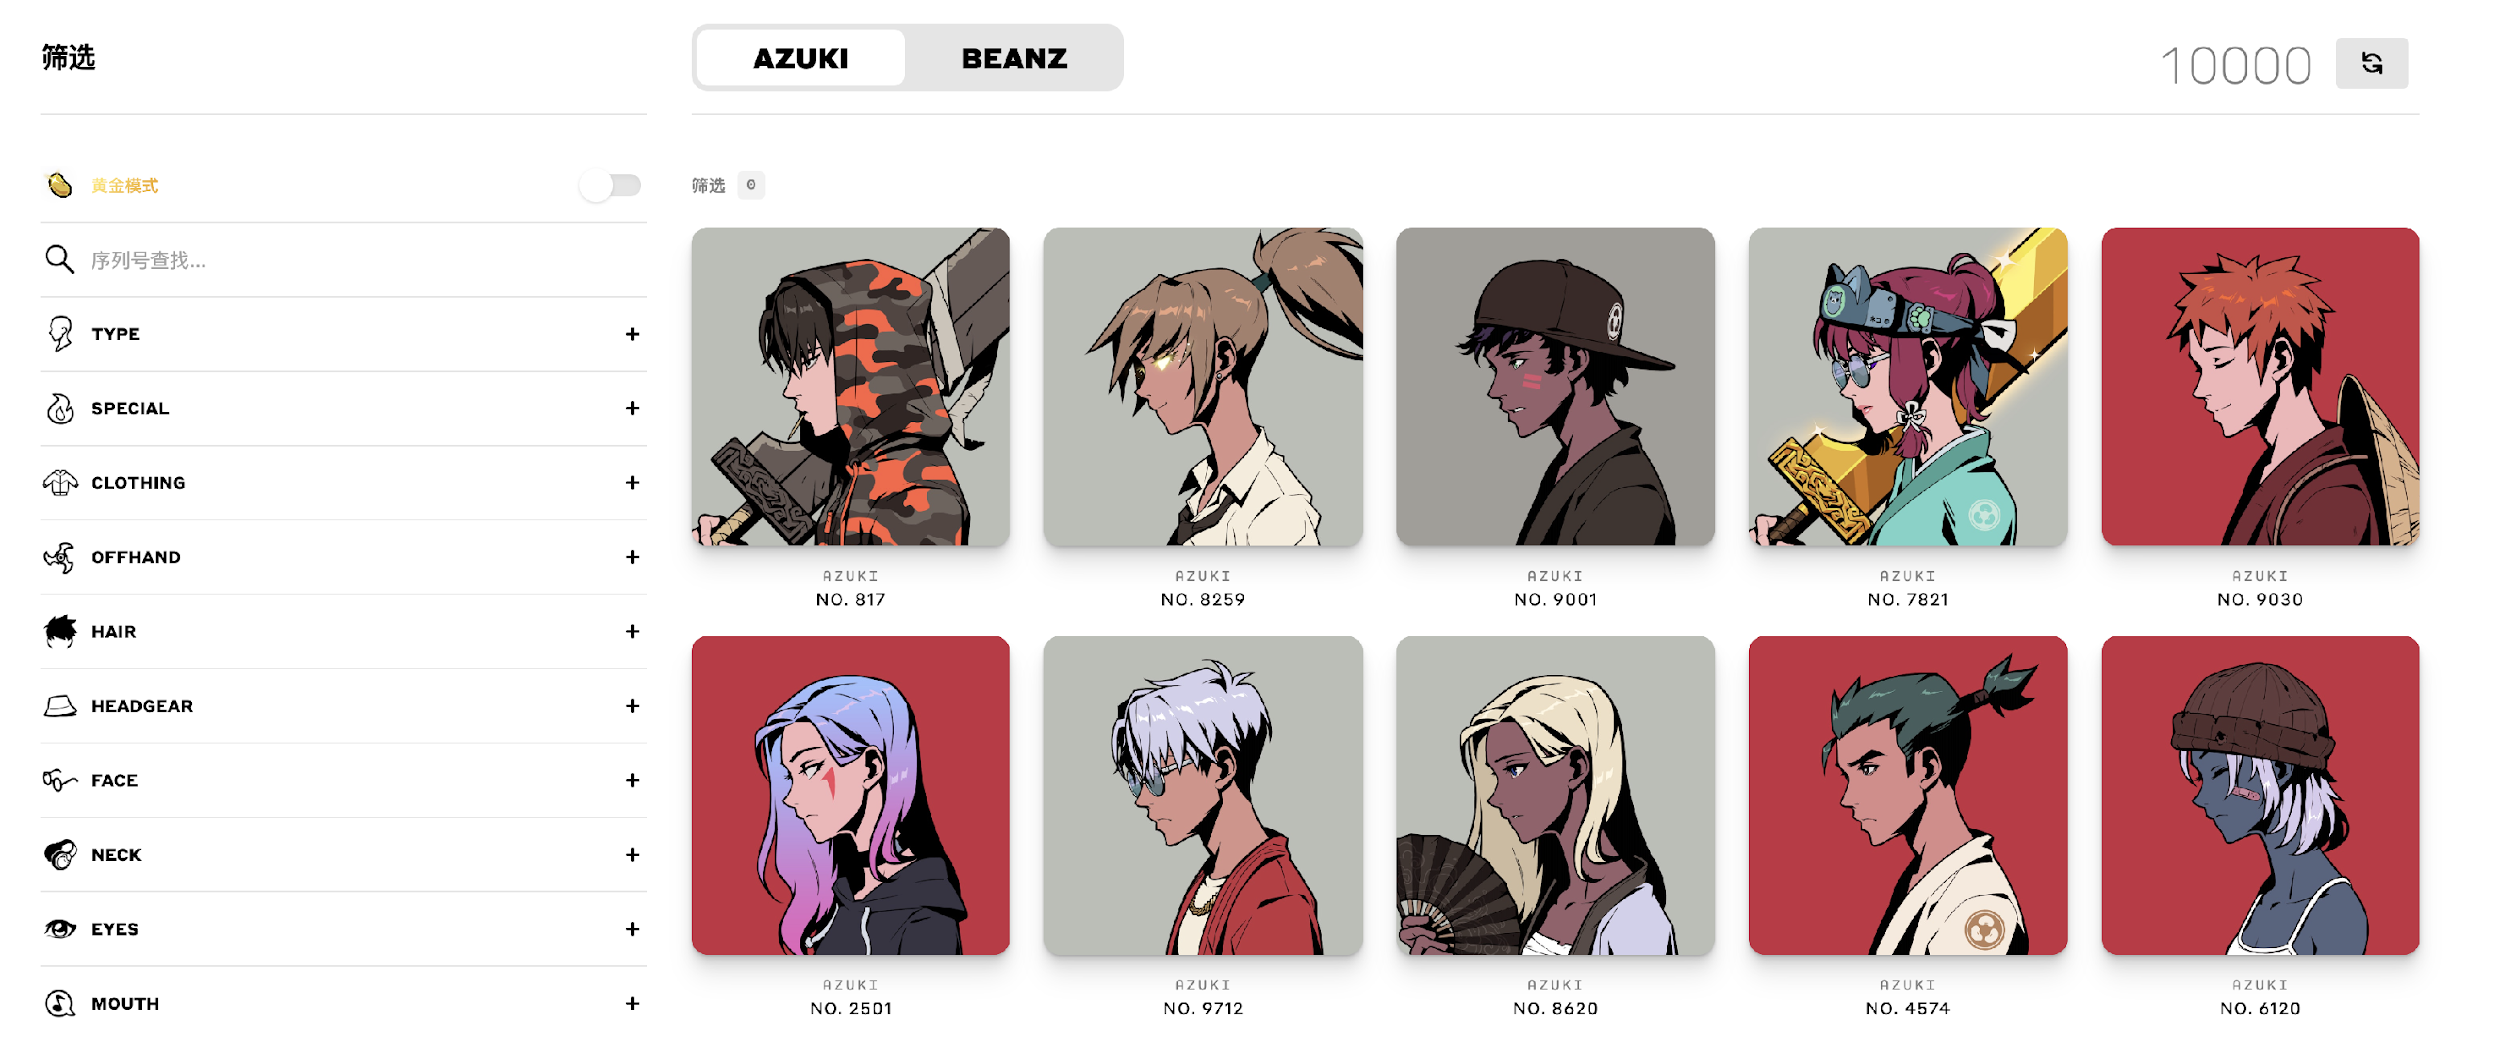 筛选
AZUKI
BEANZ
10000
黄金模式
序列号查找...
TYPE +
SPECIAL +
CLOTHING +
OFFHAND +
HAIR +
HEADGEAR +
FACE +
NECK +
EYES +
MOUTH +
筛选 0
AZUKI
NO. 817
AZUKI
NO. 8259
AZUKI
NO. 9001
AZUKI
NO. 7821
AZUKI
NO. 9030
AZUKI
NO. 2501
AZUKI
NO. 9712
AZUKI
NO. 8620
AZUKI
NO. 4574
AZUKI
NO. 6120